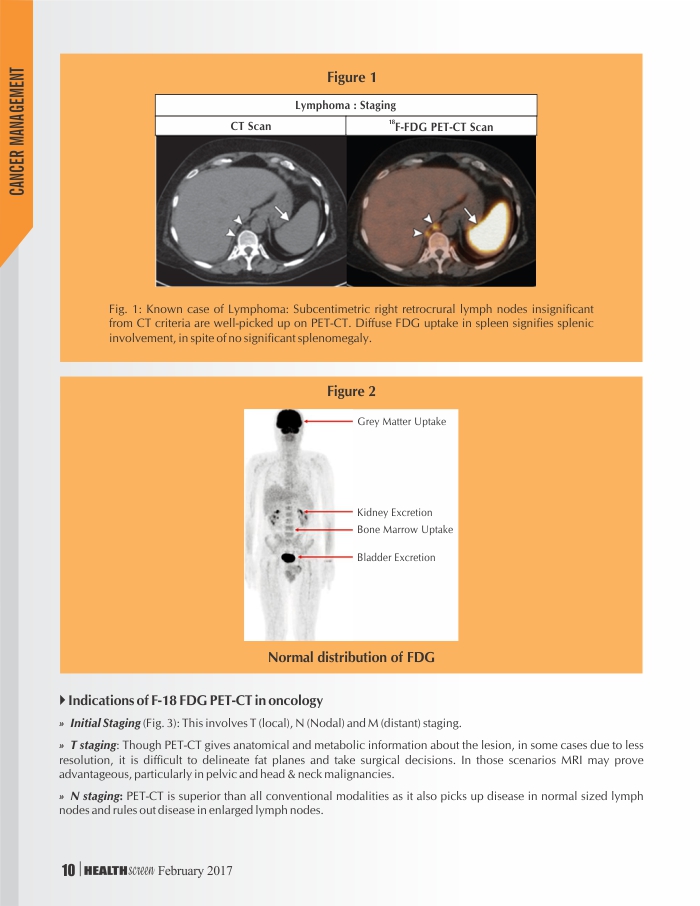 CANCER MANAGEMENT
Figure 1
Lymphoma : Staging
CT Scan
18F-FDG PET-CT Scan
Fig. 1: Known case of Lymphoma: Subcentimetric right retrocrural lymph nodes insignificant
from CT criteria are well-picked up on PET-CT. Diffuse FDG uptake in spleen signifies splenic
involvement, in spite of no significant splenomegaly.
Figure 2
Grey Matter Uptake
Kidney Excretion
Bone Marrow Uptake
Bladder Excretion
Normal distribution of FDG
Indications of F-18 FDG PET-CT in oncology
» Initial Staging (Fig. 3): This involves T (local), N (Nodal) and M (distant) staging.
» T staging: Though PET-CT gives anatomical and metabolic information about the lesion, in some cases due to less
resolution, it is difficult to delineate fat planes and take surgical decisions. In those scenarios MRI may prove
advantageous, particularly in pelvic and head & neck malignancies.
» N staging: PET-CT is superior than all conventional modalities as it also picks up disease in normal sized lymph
nodes and rules out disease in enlarged lymph nodes.
10 | HEALTHscreen February 2017